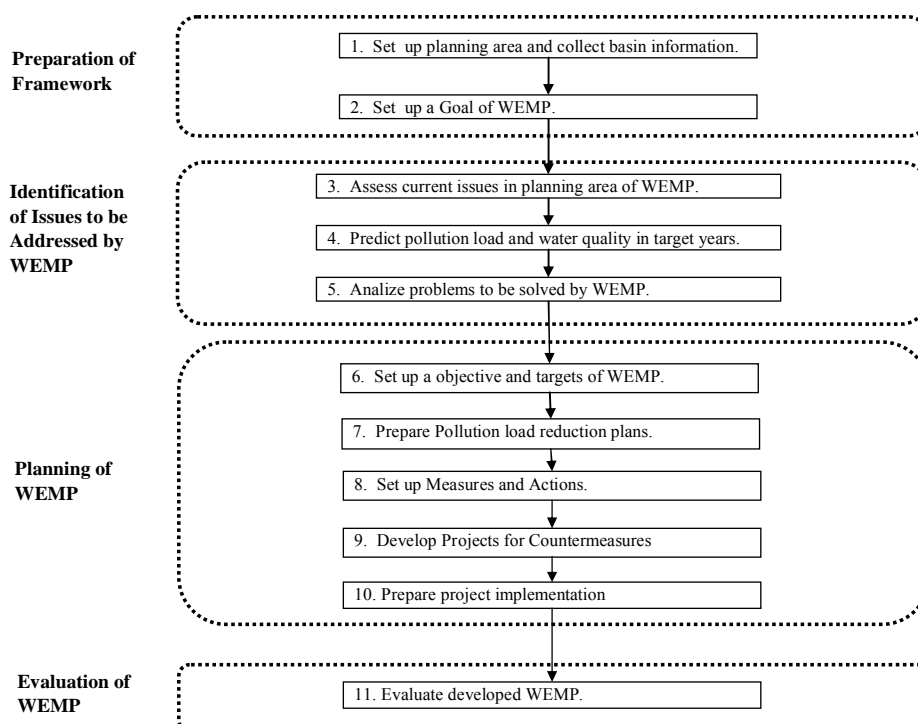 Preparation of
Framework
1. Set up planning area and collect basin information.
2. Set up a Goal of WEMP.
Identification
of Issues to be
Addressed by
WEMP
3. Assess current issues in planning area of WEMP.
4. Predict pollution load and water quality in target years.
5. Analize problems to be solved by WEMP.
Planning of
WEMP
6. Set up a objective and targets of WEMP.
7. Prepare Pollution load reduction plans.
8. Set up Measures and Actions.
9. Develop Projects for Countermeasures
10. Prepare project implementation
Evaluation of
WEMP
11. Evaluate developed WEMP.